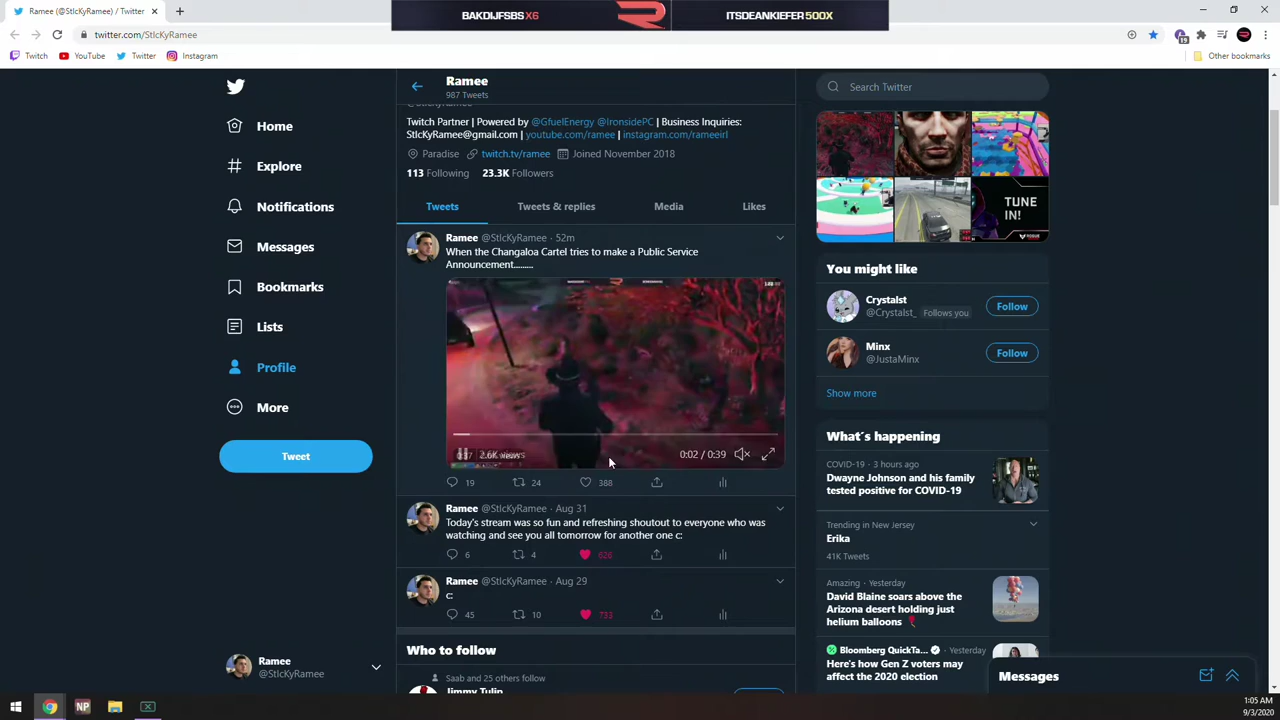 Ramee (@StIcKyRamee) / Twitter
BAKDIJFSBS X6
ITSDEANKIEFER 500X
twitter.com/StIcKyRamee
Twitch
YouTube
Twitter
Instagram
Other bookmarks
Ramee
987 Tweets
Search Twitter
Home
Explore
Notifications
Messages
Bookmarks
Lists
Profile
More
Tweet
Ramee
@StIcKyRamee
@StIcKyRamee
Twitch Partner | Powered by @GfuelEnergy @IronsidePC | Business Inquiries:
StIcKyRamee@gmail.com | youtube.com/ramee | instagram.com/rameeirl
Paradise twitch.tv/ramee Joined November 2018
113 Following 23.3K Followers
Tweets Tweets & replies Media Likes
Ramee @StIcKyRamee · 52m
When the Changaloa Cartel tries to make a Public Service
Announcement.........
2.6K views
0:02 / 0:39
19 24 388
Ramee @StIcKyRamee · Aug 31
Today's stream was so fun and refreshing shoutout to everyone who was
watching and see you all tomorrow for another one c:
6 4 626
Ramee @StIcKyRamee · Aug 29
c:
45 10 733
Who to follow
Saab and 25 others follow
Jimmy Tulip
TUNE
IN!
You might like
Crystalst
@Crystalst_ Follows you
Follow
Minx
@JustaMinx
Follow
Show more
What's happening
COVID-19 · 3 hours ago
Dwayne Johnson and his family
tested positive for COVID-19
Trending in New Jersey
Erika
41K Tweets
Amazing · Yesterday
David Blaine soars above the
Arizona desert holding just
helium balloons
Bloomberg QuickTa... · Yesterday
Here's how Gen Z voters may
affect the 2020 election
Messages
NP
1:05 AM
9/3/2020